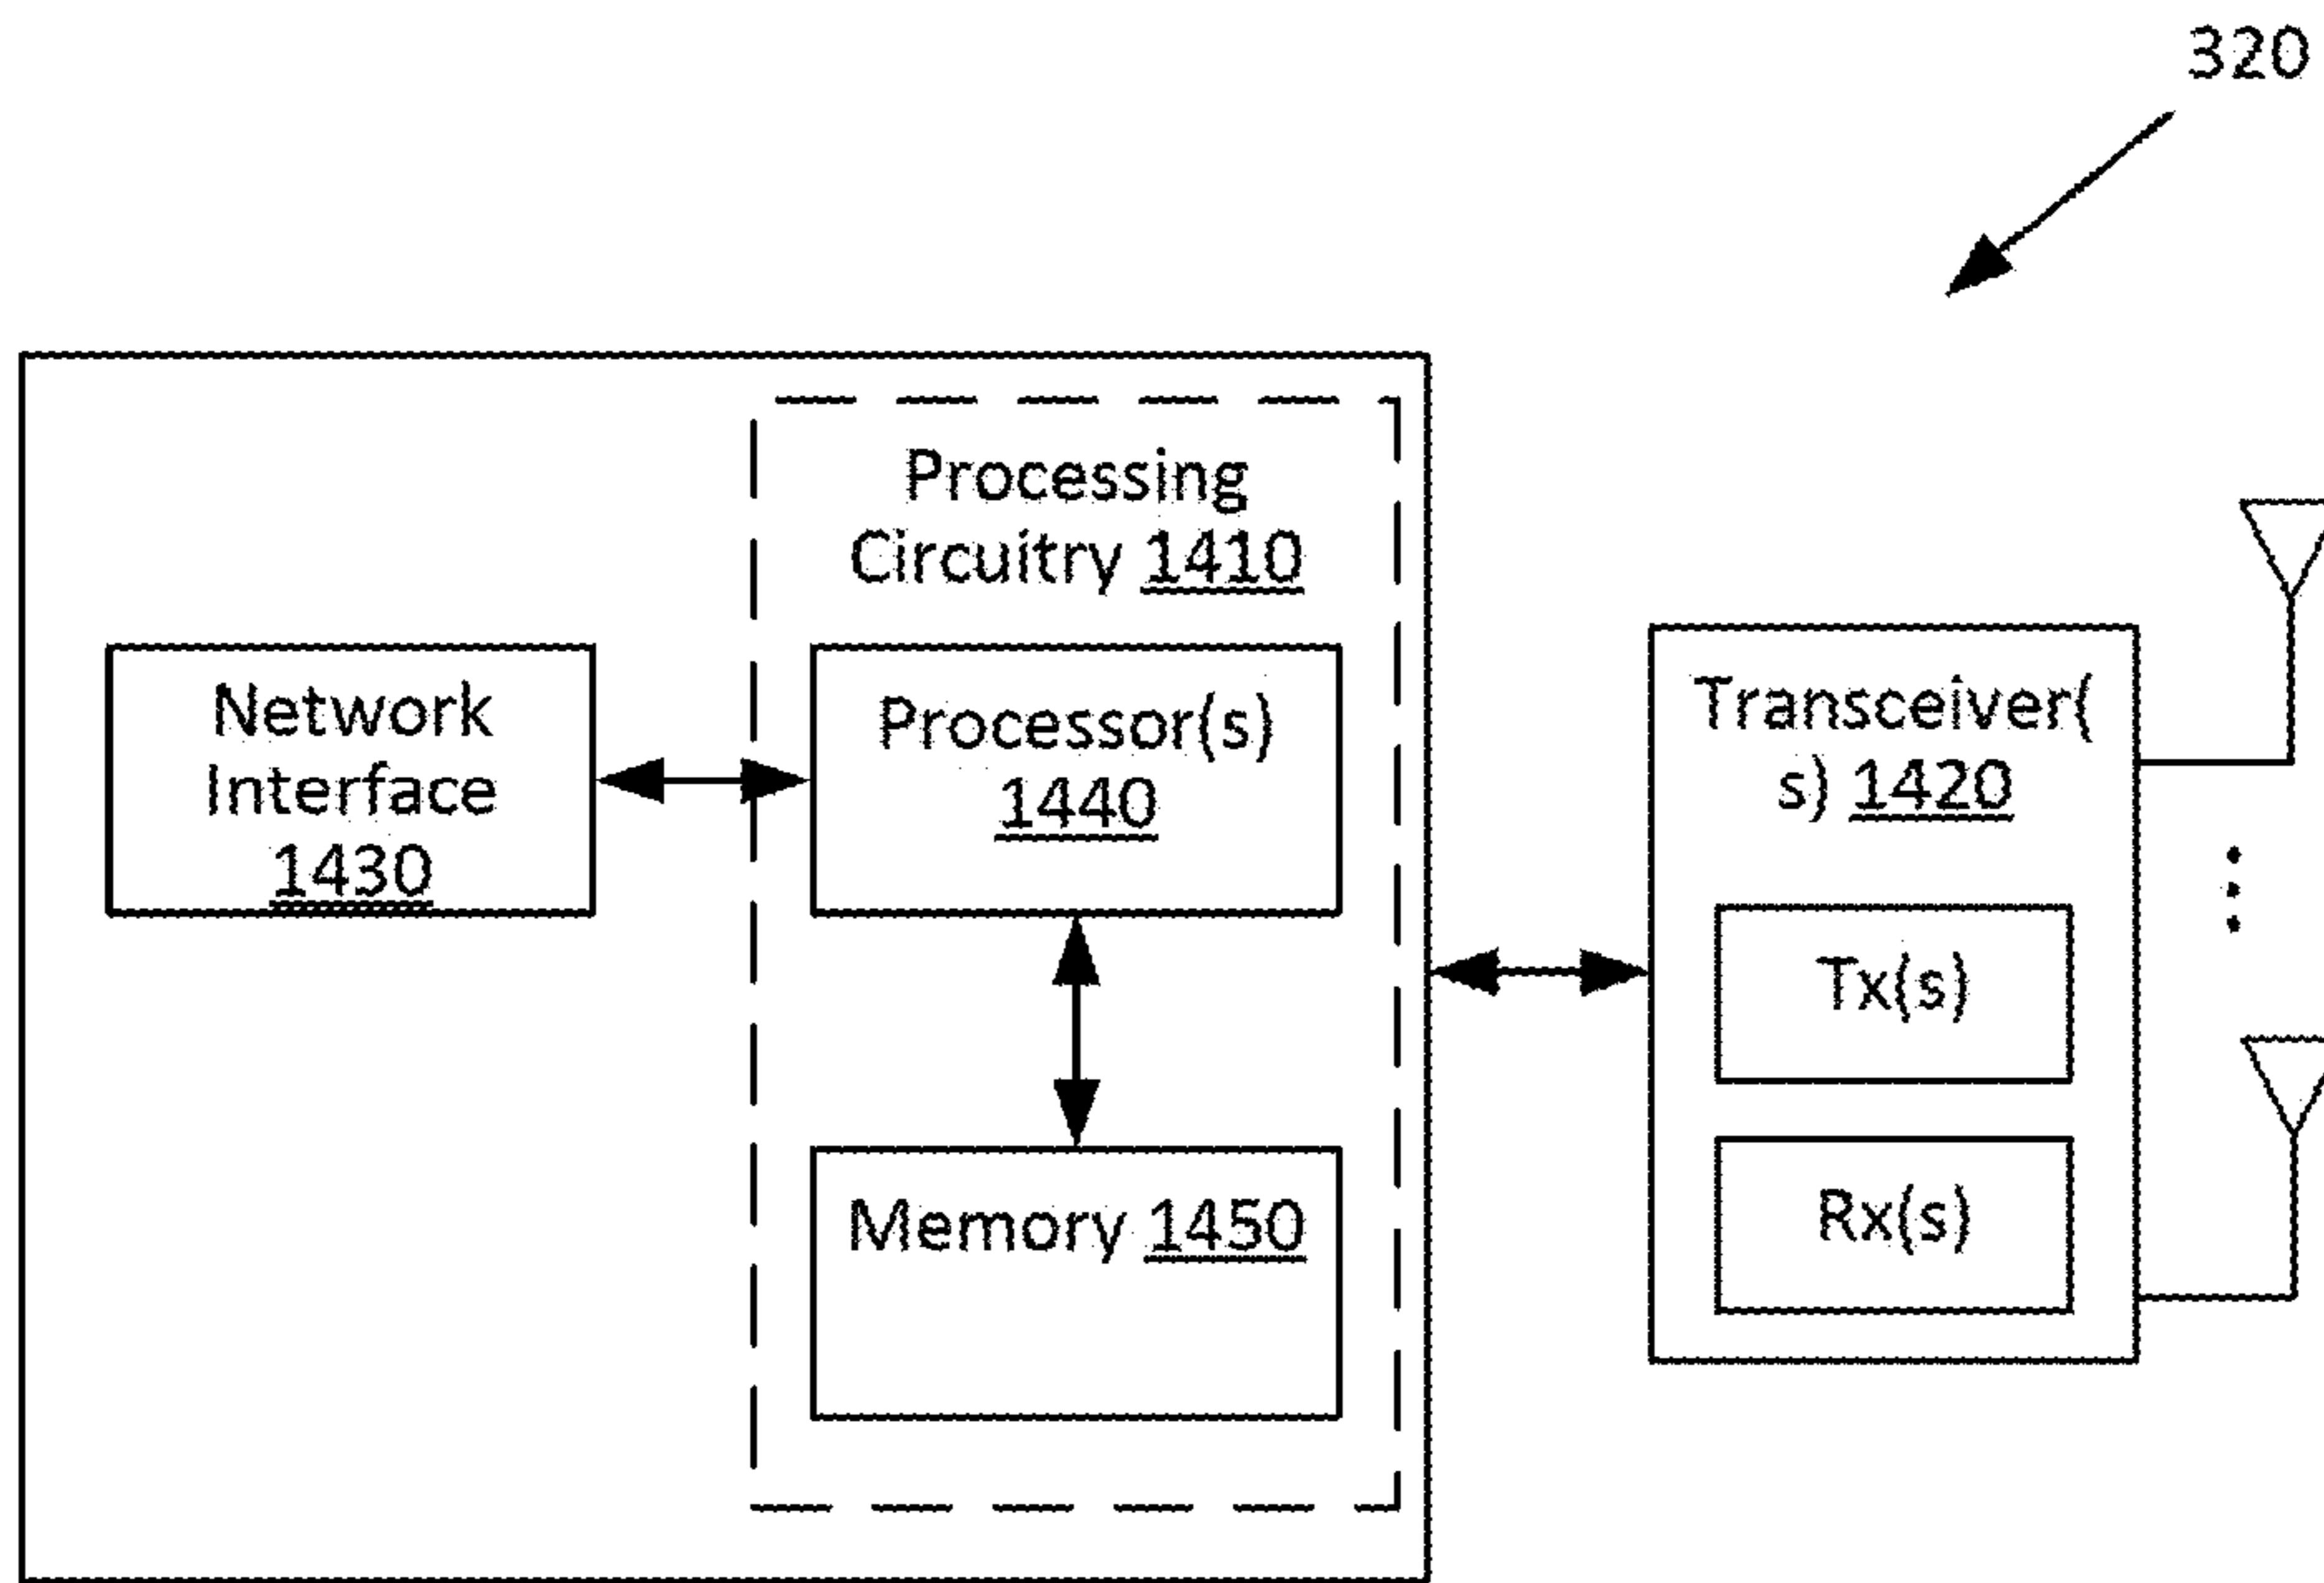 320
Processing
Circuitry 1410
Network
Interface
1430
Processor(s)
1440
Transceiver(
s) 1420
Tx(s)
Memory 1450
Rx(s)